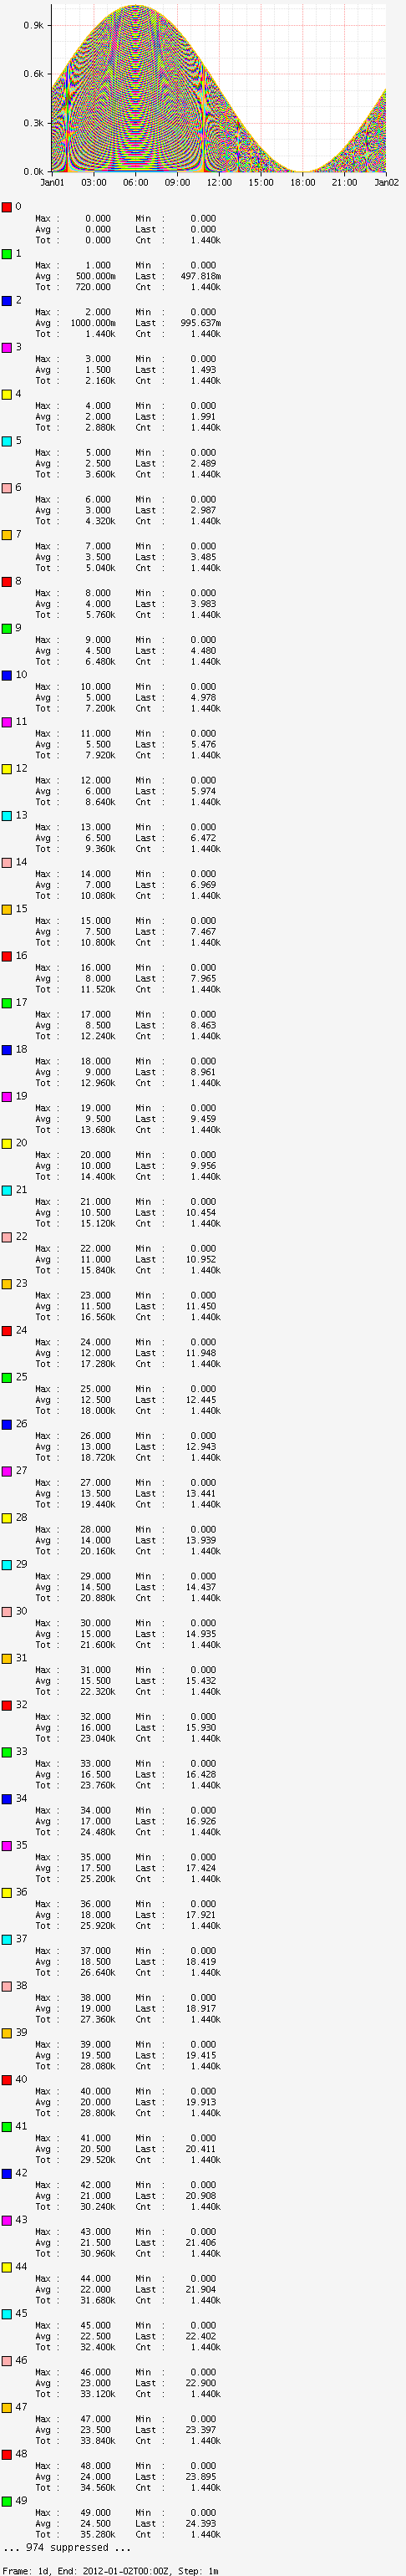 0.9k
0.6k
0.3k
0.0k
Jan01 03:00 06:00 09:00 12:00 15:00 18:00 21:00 Jan02
0
Max : 0.000 Min : 0.000
Avg : 0.000 Last : 0.000
Tot : 0.000 Cnt : 1.440k
1
Max : 1.000 Min : 0.000
Avg : 500.000m Last : 497.818m
Tot : 720.000 Cnt : 1.440k
2
Max : 2.000 Min : 0.000
Avg : 1000.000m Last : 995.637m
Tot : 1.440k Cnt : 1.440k
3
Max : 3.000 Min : 0.000
Avg : 1.500 Last : 1.493
Tot : 2.160k Cnt : 1.440k
4
Max : 4.000 Min : 0.000
Avg : 2.000 Last : 1.991
Tot : 2.880k Cnt : 1.440k
5
Max : 5.000 Min : 0.000
Avg : 2.500 Last : 2.489
Tot : 3.600k Cnt : 1.440k
6
Max : 6.000 Min : 0.000
Avg : 3.000 Last : 2.987
Tot : 4.320k Cnt : 1.440k
7
Max : 7.000 Min : 0.000
Avg : 3.500 Last : 3.485
Tot : 5.040k Cnt : 1.440k
8
Max : 8.000 Min : 0.000
Avg : 4.000 Last : 3.983
Tot : 5.760k Cnt : 1.440k
9
Max : 9.000 Min : 0.000
Avg : 4.500 Last : 4.480
Tot : 6.480k Cnt : 1.440k
10
Max : 10.000 Min : 0.000
Avg : 5.000 Last : 4.978
Tot : 7.200k Cnt : 1.440k
11
Max : 11.000 Min : 0.000
Avg : 5.500 Last : 5.476
Tot : 7.920k Cnt : 1.440k
12
Max : 12.000 Min : 0.000
Avg : 6.000 Last : 5.974
Tot : 8.640k Cnt : 1.440k
13
Max : 13.000 Min : 0.000
Avg : 6.500 Last : 6.472
Tot : 9.360k Cnt : 1.440k
14
Max : 14.000 Min : 0.000
Avg : 7.000 Last : 6.969
Tot : 10.080k Cnt : 1.440k
15
Max : 15.000 Min : 0.000
Avg : 7.500 Last : 7.467
Tot : 10.800k Cnt : 1.440k
16
Max : 16.000 Min : 0.000
Avg : 8.000 Last : 7.965
Tot : 11.520k Cnt : 1.440k
17
Max : 17.000 Min : 0.000
Avg : 8.500 Last : 8.463
Tot : 12.240k Cnt : 1.440k
18
Max : 18.000 Min : 0.000
Avg : 9.000 Last : 8.961
Tot : 12.960k Cnt : 1.440k
19
Max : 19.000 Min : 0.000
Avg : 9.500 Last : 9.459
Tot : 13.680k Cnt : 1.440k
20
Max : 20.000 Min : 0.000
Avg : 10.000 Last : 9.956
Tot : 14.400k Cnt : 1.440k
21
Max : 21.000 Min : 0.000
Avg : 10.500 Last : 10.454
Tot : 15.120k Cnt : 1.440k
22
Max : 22.000 Min : 0.000
Avg : 11.000 Last : 10.952
Tot : 15.840k Cnt : 1.440k
23
Max : 23.000 Min : 0.000
Avg : 11.500 Last : 11.450
Tot : 16.560k Cnt : 1.440k
24
Max : 24.000 Min : 0.000
Avg : 12.000 Last : 11.948
Tot : 17.280k Cnt : 1.440k
25
Max : 25.000 Min : 0.000
Avg : 12.500 Last : 12.445
Tot : 18.000k Cnt : 1.440k
26
Max : 26.000 Min : 0.000
Avg : 13.000 Last : 12.943
Tot : 18.720k Cnt : 1.440k
27
Max : 27.000 Min : 0.000
Avg : 13.500 Last : 13.441
Tot : 19.440k Cnt : 1.440k
28
Max : 28.000 Min : 0.000
Avg : 14.000 Last : 13.939
Tot : 20.160k Cnt : 1.440k
29
Max : 29.000 Min : 0.000
Avg : 14.500 Last : 14.437
Tot : 20.880k Cnt : 1.440k
30
Max : 30.000 Min : 0.000
Avg : 15.000 Last : 14.935
Tot : 21.600k Cnt : 1.440k
31
Max : 31.000 Min : 0.000
Avg : 15.500 Last : 15.432
Tot : 22.320k Cnt : 1.440k
32
Max : 32.000 Min : 0.000
Avg : 16.000 Last : 15.930
Tot : 23.040k Cnt : 1.440k
33
Max : 33.000 Min : 0.000
Avg : 16.500 Last : 16.428
Tot : 23.760k Cnt : 1.440k
34
Max : 34.000 Min : 0.000
Avg : 17.000 Last : 16.926
Tot : 24.480k Cnt : 1.440k
35
Max : 35.000 Min : 0.000
Avg : 17.500 Last : 17.424
Tot : 25.200k Cnt : 1.440k
36
Max : 36.000 Min : 0.000
Avg : 18.000 Last : 17.921
Tot : 25.920k Cnt : 1.440k
37
Max : 37.000 Min : 0.000
Avg : 18.500 Last : 18.419
Tot : 26.640k Cnt : 1.440k
38
Max : 38.000 Min : 0.000
Avg : 19.000 Last : 18.917
Tot : 27.360k Cnt : 1.440k
39
Max : 39.000 Min : 0.000
Avg : 19.500 Last : 19.415
Tot : 28.080k Cnt : 1.440k
40
Max : 40.000 Min : 0.000
Avg : 20.000 Last : 19.913
Tot : 28.800k Cnt : 1.440k
41
Max : 41.000 Min : 0.000
Avg : 20.500 Last : 20.411
Tot : 29.520k Cnt : 1.440k
42
Max : 42.000 Min : 0.000
Avg : 21.000 Last : 20.908
Tot : 30.240k Cnt : 1.440k
43
Max : 43.000 Min : 0.000
Avg : 21.500 Last : 21.406
Tot : 30.960k Cnt : 1.440k
44
Max : 44.000 Min : 0.000
Avg : 22.000 Last : 21.904
Tot : 31.680k Cnt : 1.440k
45
Max : 45.000 Min : 0.000
Avg : 22.500 Last : 22.402
Tot : 32.400k Cnt : 1.440k
46
Max : 46.000 Min : 0.000
Avg : 23.000 Last : 22.900
Tot : 33.120k Cnt : 1.440k
47
Max : 47.000 Min : 0.000
Avg : 23.500 Last : 23.397
Tot : 33.840k Cnt : 1.440k
48
Max : 48.000 Min : 0.000
Avg : 24.000 Last : 23.895
Tot : 34.560k Cnt : 1.440k
49
Max : 49.000 Min : 0.000
Avg : 24.500 Last : 24.393
Tot : 35.280k Cnt : 1.440k
... 974 suppressed ...
Frame: 1d, End: 2012-01-02T00:00Z, Step: 1m